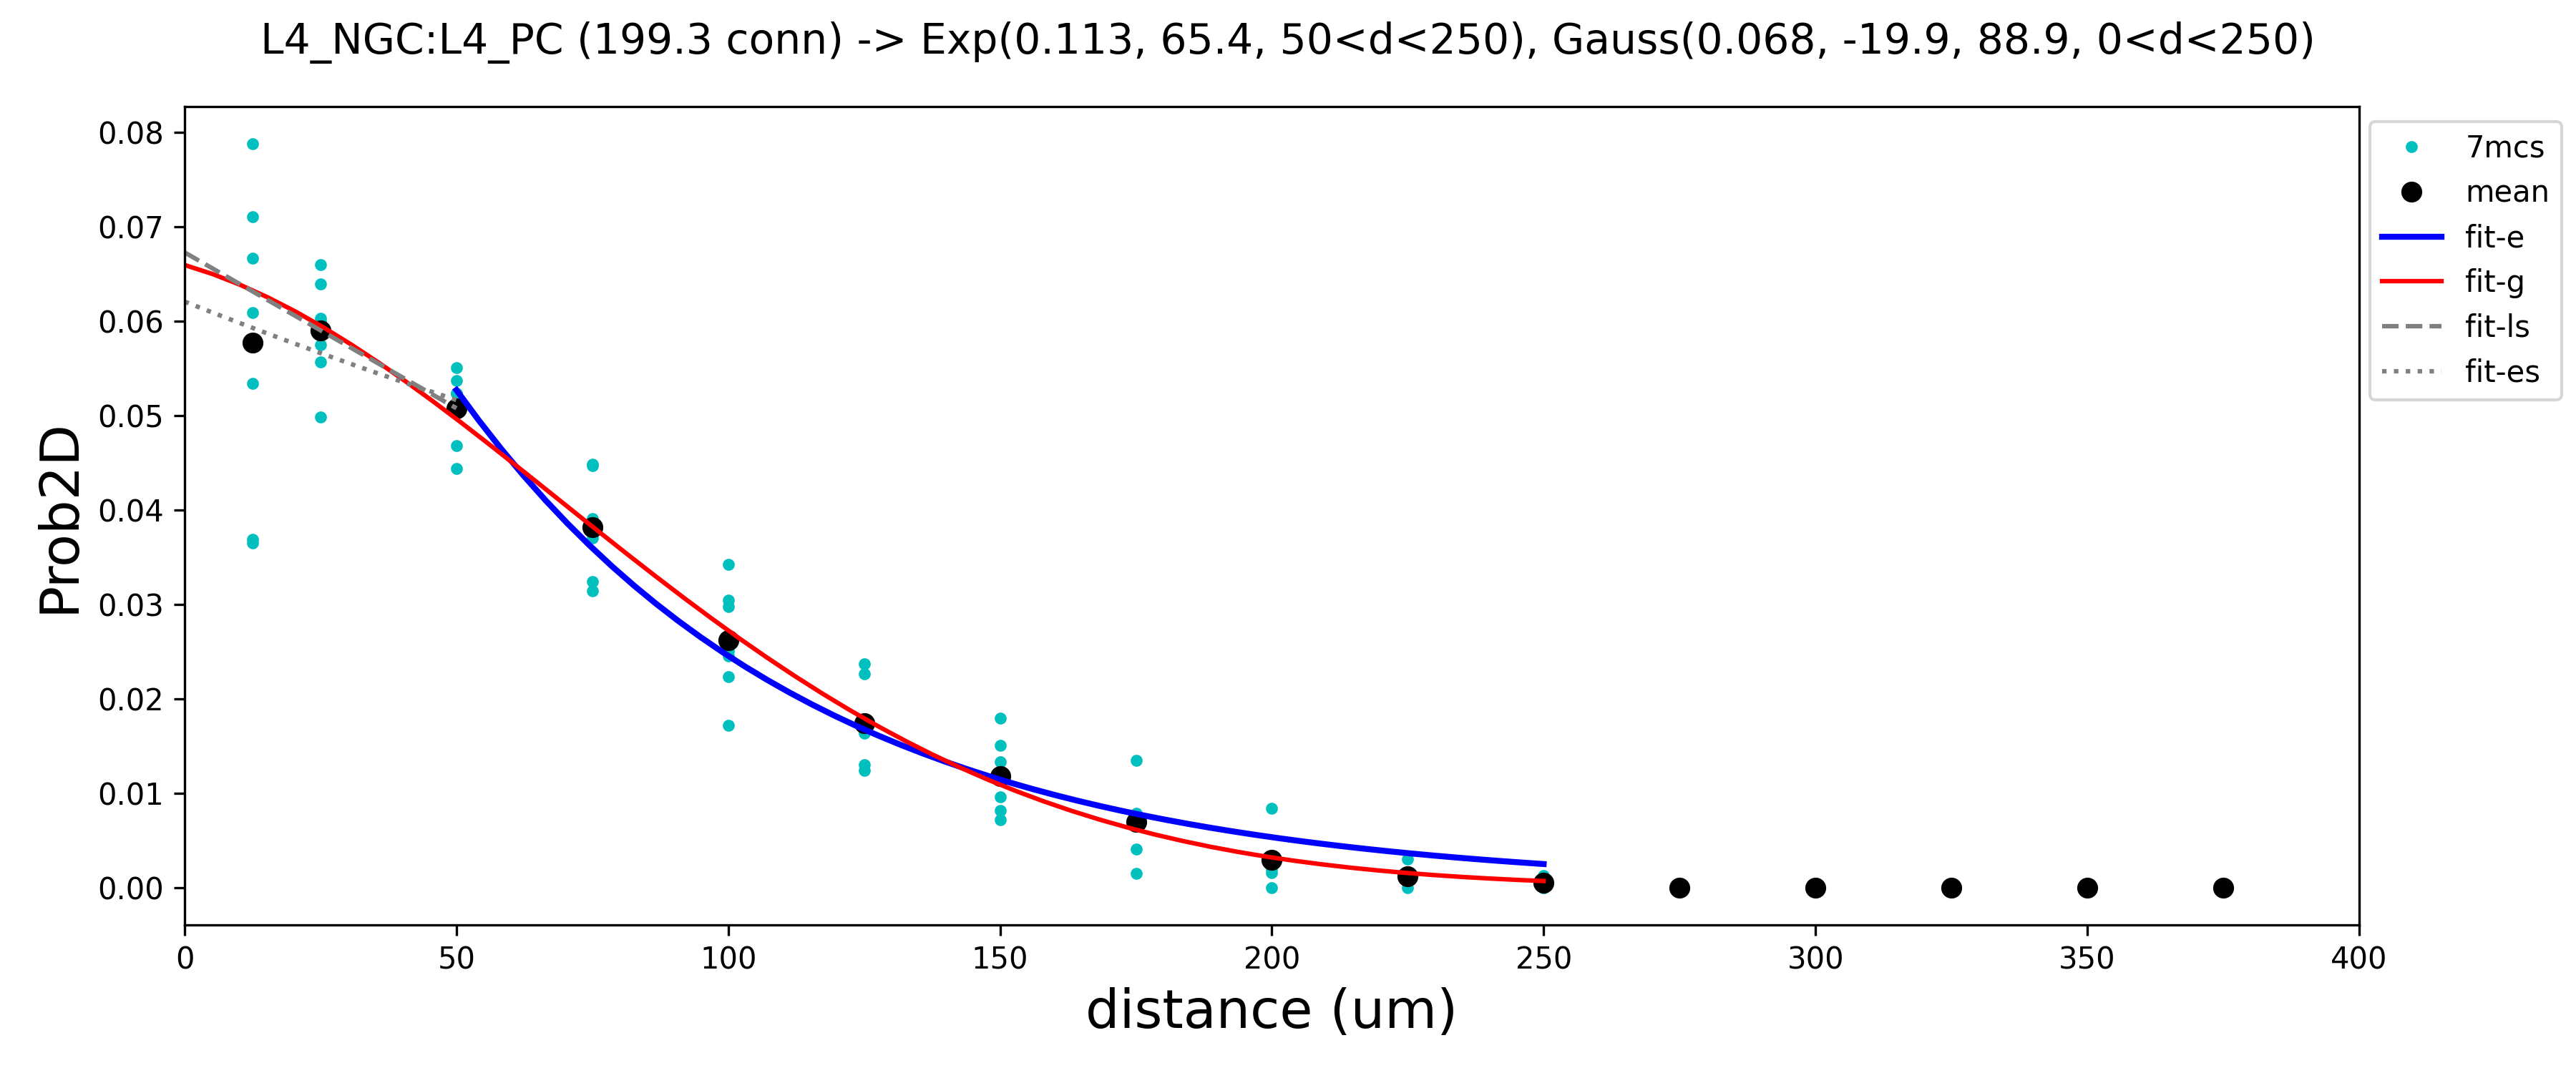 L4_NGC:L4_PC (199.3 conn) -> Exp(0.113, 65.4, 50<d<250), Gauss(0.068, -19.9, 88.9, 0<d<250)
0.08
0.07
0.06
0.05
0.04
0.03
0.02
0.01
0.00
Prob2D
0 50 100 150 200 250 300 350 400
distance (um)
7mcs
mean
fit-e
fit-g
fit-ls
fit-es